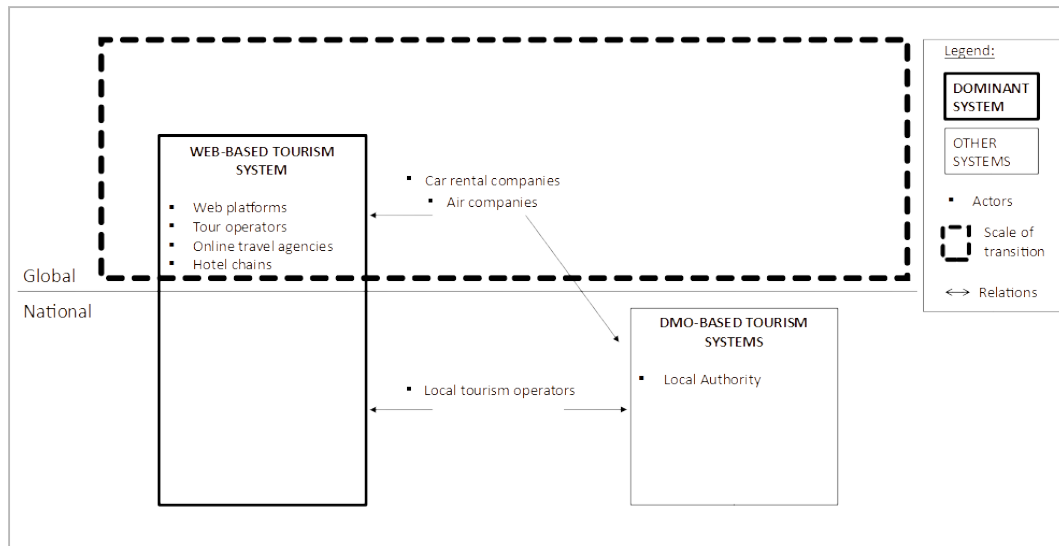 WEB-BASED TOURISM
SYSTEM
▪ Web platforms
▪ Tour operators
▪ Online travel agencies
▪ Hotel chains
▪ Car rental companies
▪ Air companies
Global
National
DMO-BASED TOURISM
SYSTEMS
▪ Local Authority
▪ Local tourism operators
Legend:
DOMINANT
SYSTEM
OTHER
SYSTEMS
▪ Actors
Scale of
transition
Relations